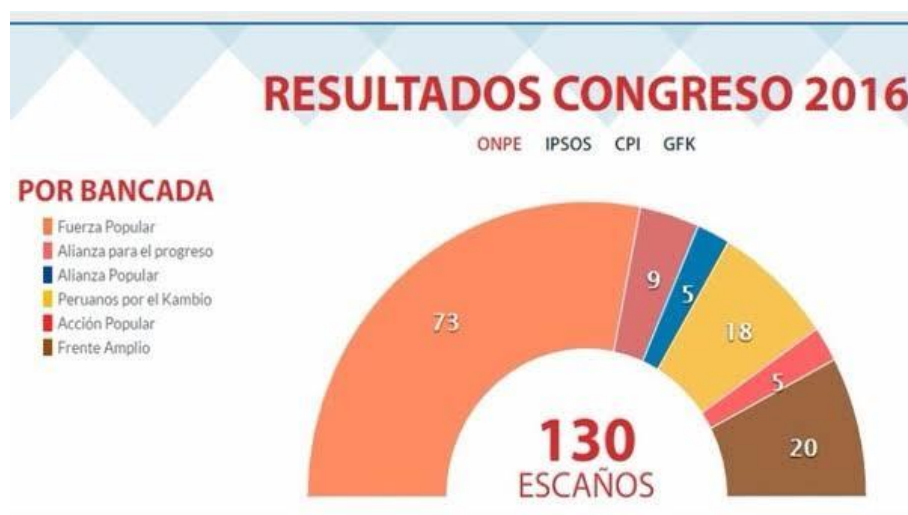 RESULTADOS CONGRESO 2016
ONPE IPSOS CPI GFK
POR BANCADA
Fuerza Popular
Alianza para el progreso
Alianza Popular
Peruanos por el Kambio
Acción Popular
Frente Amplio
73
9
5
18
5
20
130
ESCAÑOS